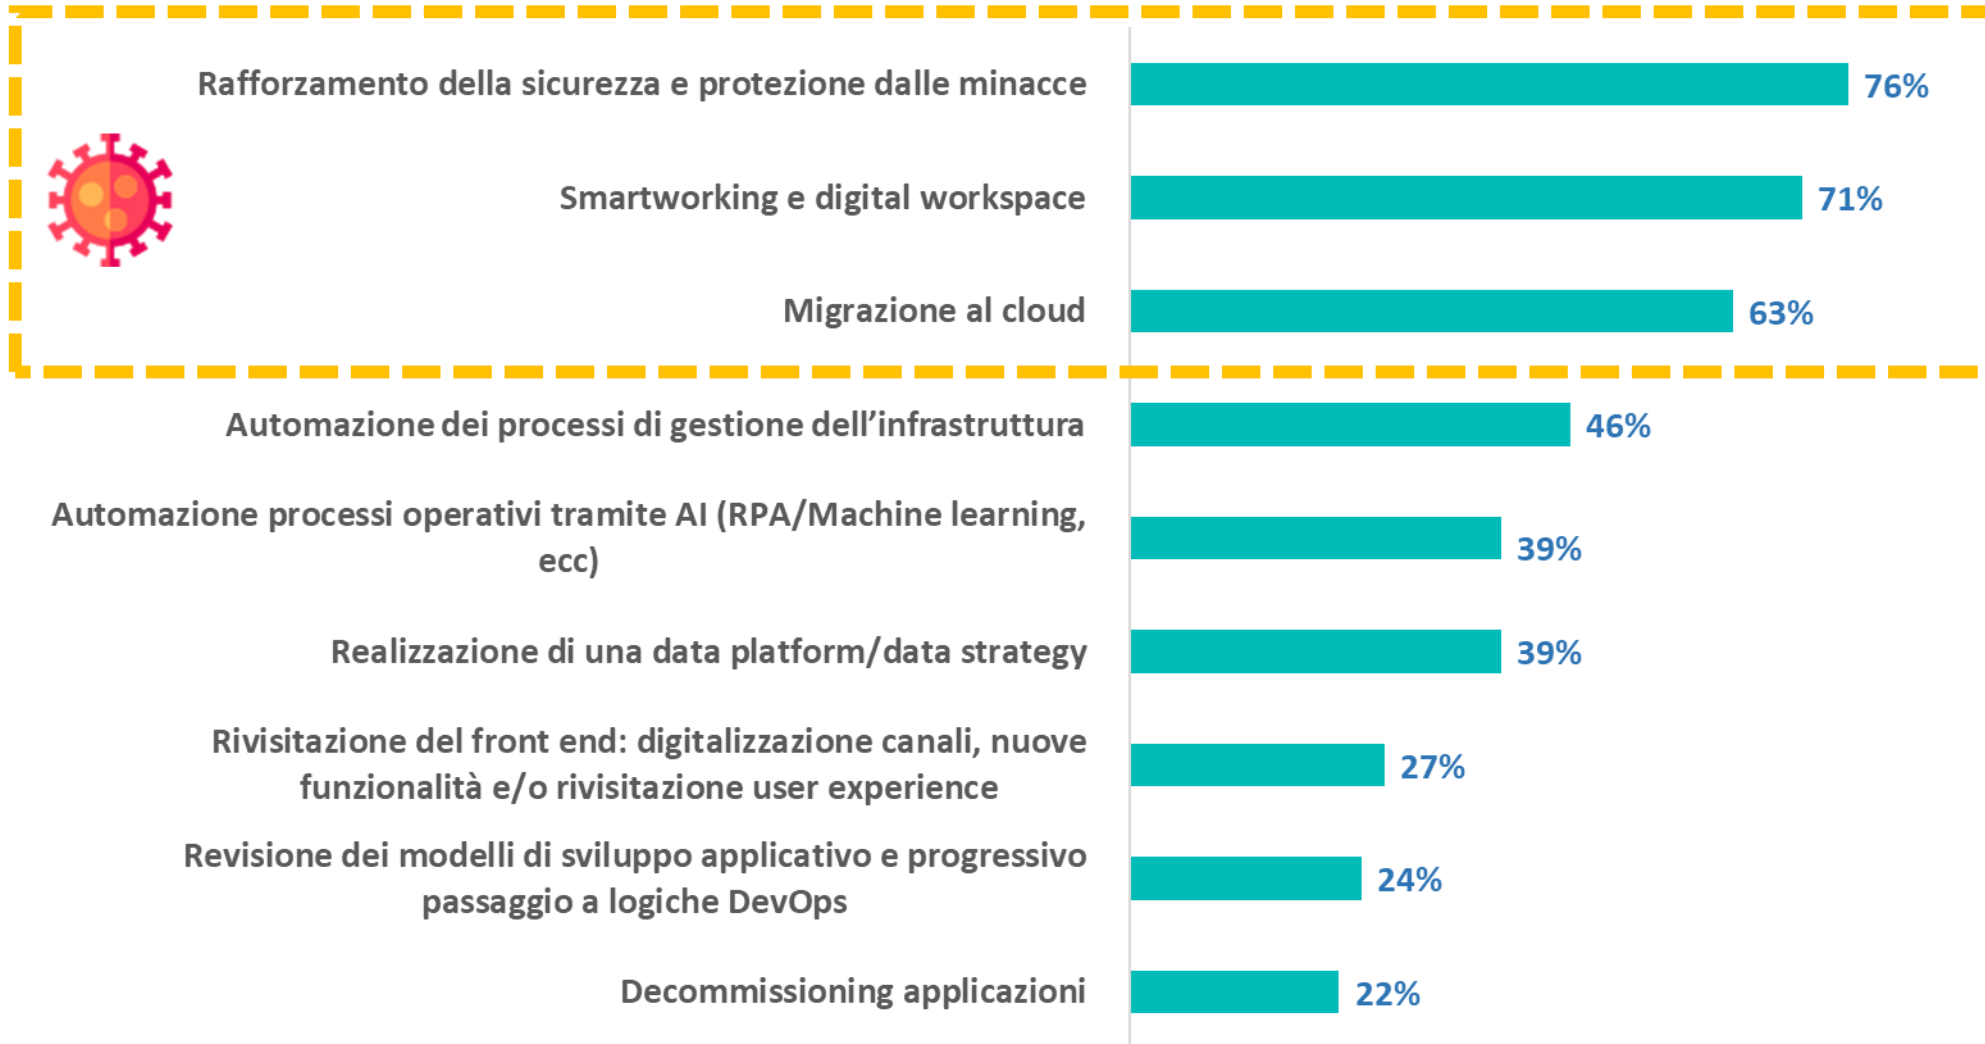 Rafforzamento della sicurezza e protezione dalle minacce
76%
Smartworking e digital workspace
71%
Migrazione al cloud
63%
Automazione dei processi di gestione dell’infrastruttura
46%
Automazione processi operativi tramite AI (RPA/Machine learning,
ecc)
39%
Realizzazione di una data platform/data strategy
39%
Rivisitazione del front end: digitalizzazione canali, nuove
funzionalità e/o rivisitazione user experience
27%
Revisione dei modelli di sviluppo applicativo e progressivo
passaggio a logiche DevOps
24%
Decommissioning applicazioni
22%